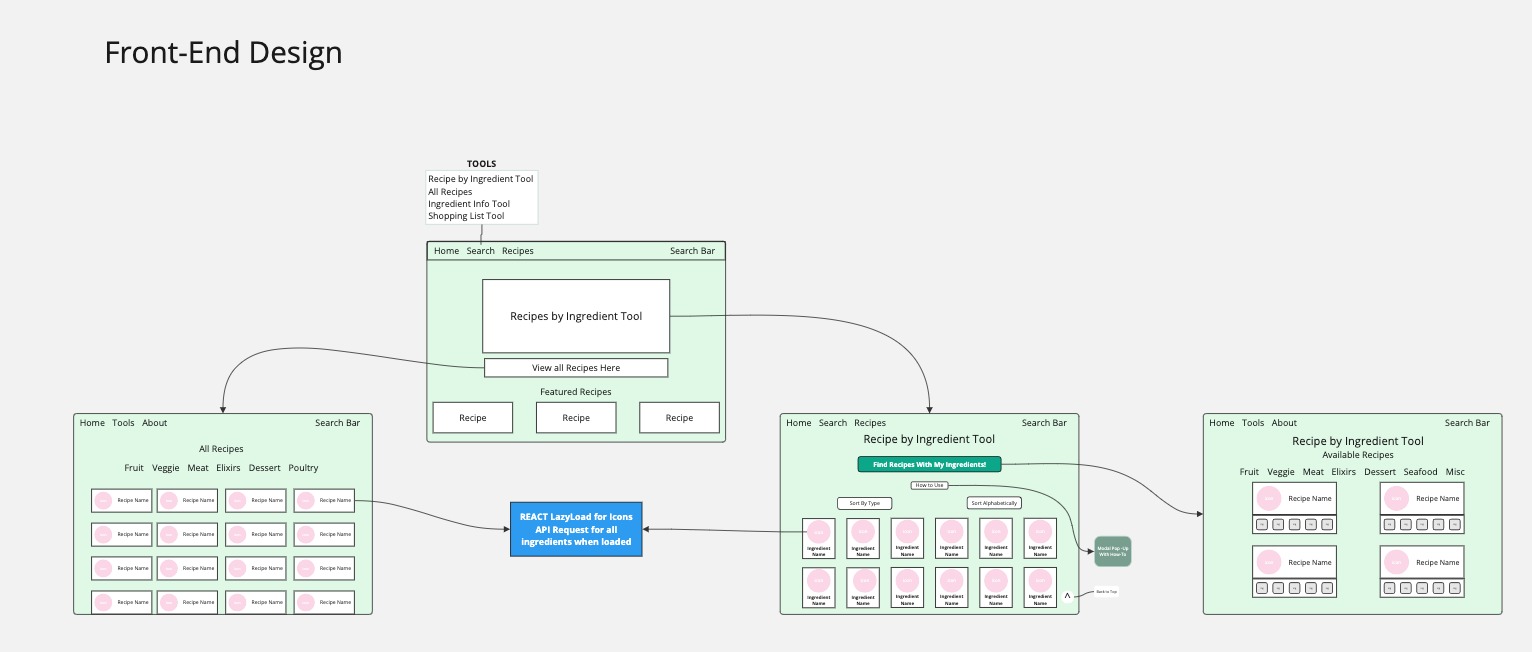 Front-End Design
TOOLS
Recipe by Ingredient Tool
All Recipes
Ingredient Info Tool
Shopping List Tool
Home Search Recipes Search Bar
Recipes by Ingredient Tool
View all Recipes Here
Featured Recipes
Recipe Recipe Recipe
Home Tools About Search Bar
All Recipes
Fruit Veggie Meat Elixirs Dessert Poultry
Recipe Name Recipe Name Recipe Name Recipe Name
Recipe Name Recipe Name Recipe Name Recipe Name
Recipe Name Recipe Name Recipe Name Recipe Name
Recipe Name Recipe Name Recipe Name Recipe Name
REACT LazyLoad for Icons
API Request for all
ingredients when loaded
Home Search Recipes Search Bar
Recipe by Ingredient Tool
Find Recipes With My Ingredients!
How to Use
Sort By Type Sort Alphabetically
Ingredient Ingredient Ingredient Ingredient Ingredient Ingredient
Name Name Name Name Name Name
Ingredient Ingredient Ingredient Ingredient Ingredient Ingredient
Name Name Name Name Name Name
Modal Pop-Up
With How-To
Back to Top
Home Tools About Search Bar
Recipe by Ingredient Tool
Available Recipes
Fruit Veggie Meat Elixirs Dessert Seafood Misc
Recipe Name Recipe Name
Recipe Name Recipe Name